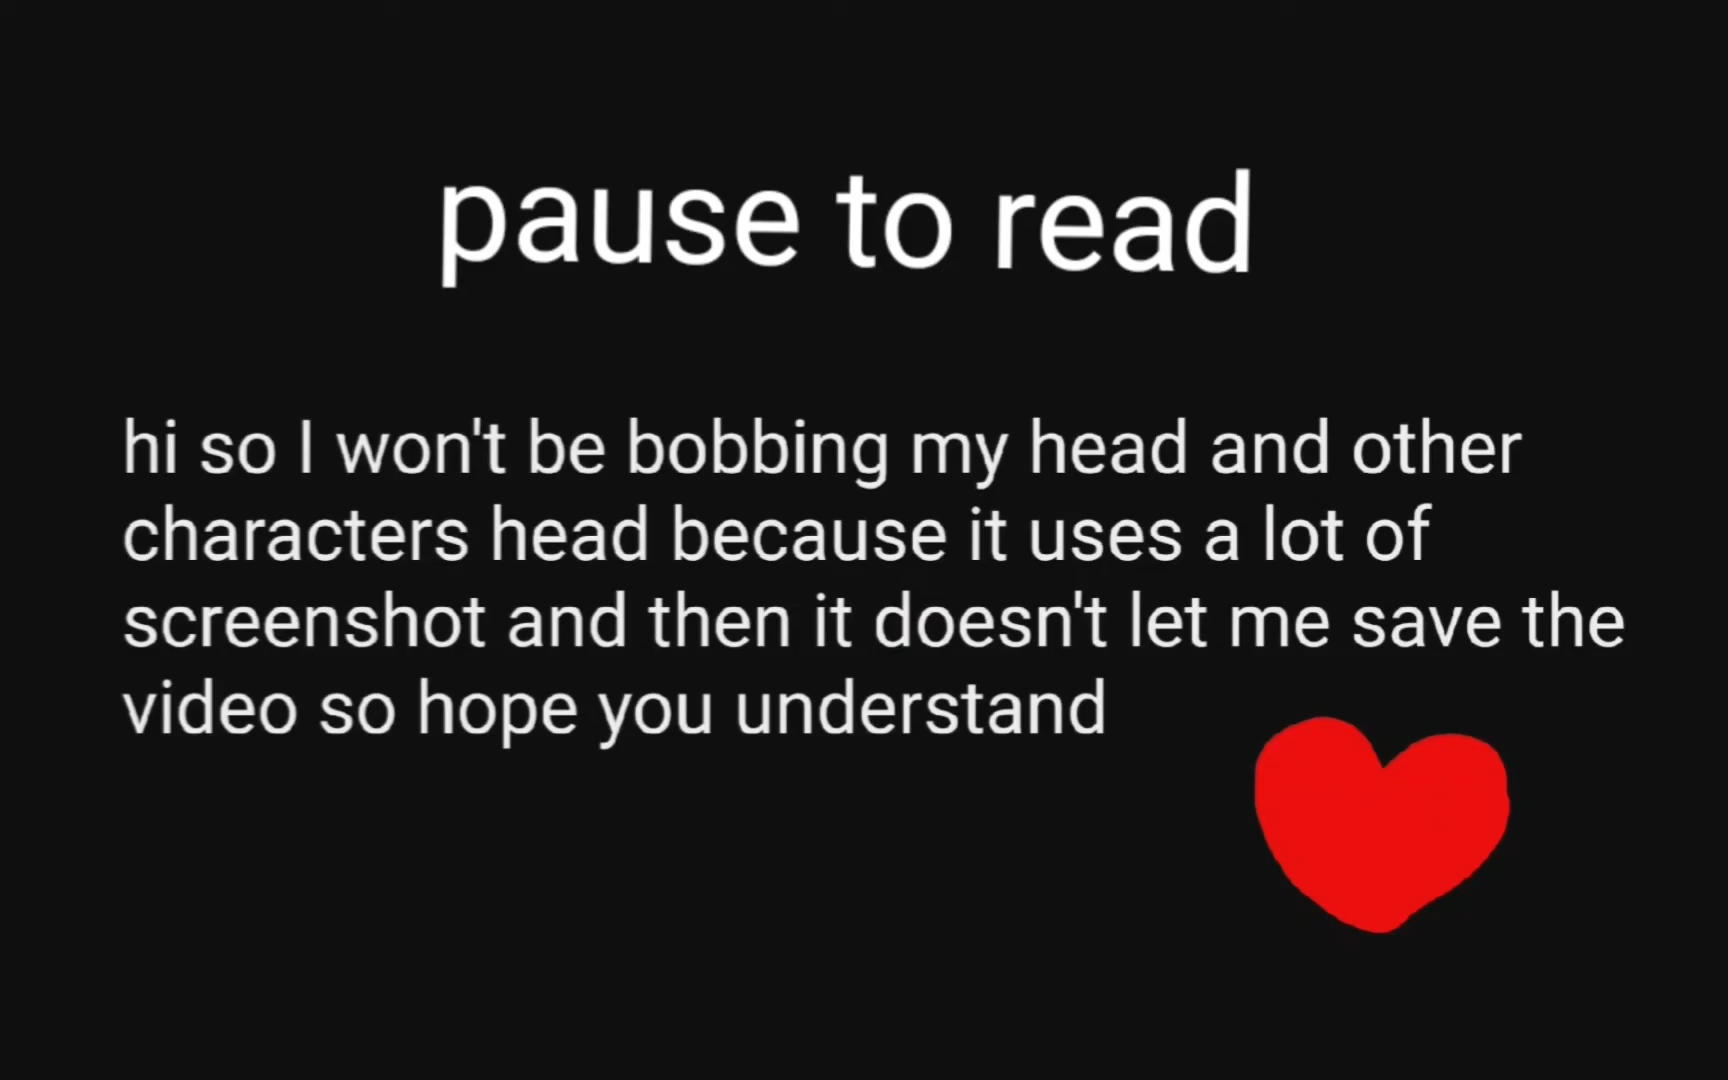 pause to read
hi so I won't be bobbing my head and other
characters head because it uses a lot of
screenshot and then it doesn't let me save the
video so hope you understand